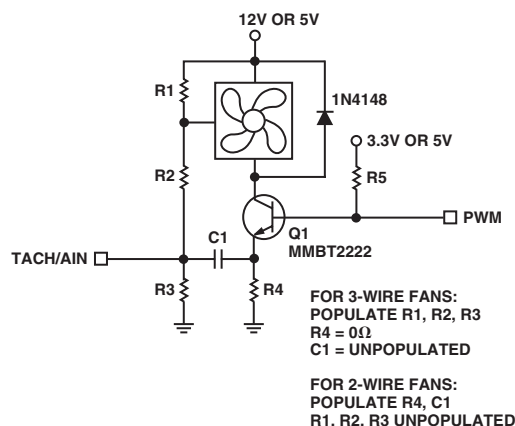 12V OR 5V
R1
1N4148
3.3V OR 5V
R2
R5
C1
Q1
MMBT2222
PWM
TACH/AIN
R3
R4
FOR 3-WIRE FANS:
POPULATE R1, R2, R3
R4 = 0Ω
C1 = UNPOPULATED
FOR 2-WIRE FANS:
POPULATE R4, C1
R1, R2, R3 UNPOPULATED